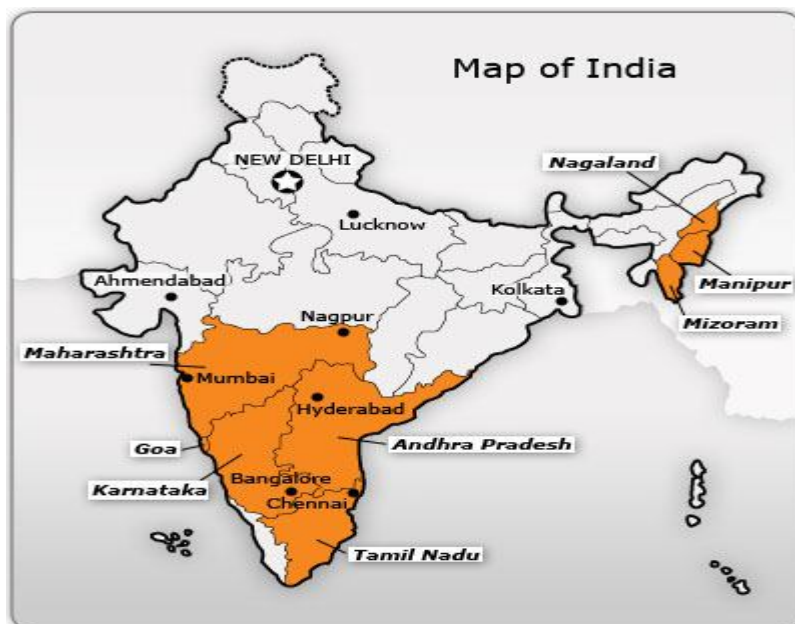 Map of India
NEW DELHI
Nagaland
Lucknow
Ahmendabad
Kolkata
Manipur
Nagpur
Mizoram
Maharashtra
Mumbai
Hyderabad
Goa
Andhra Pradesh
Karnataka
Bangalore
Chennai
Tamil Nadu